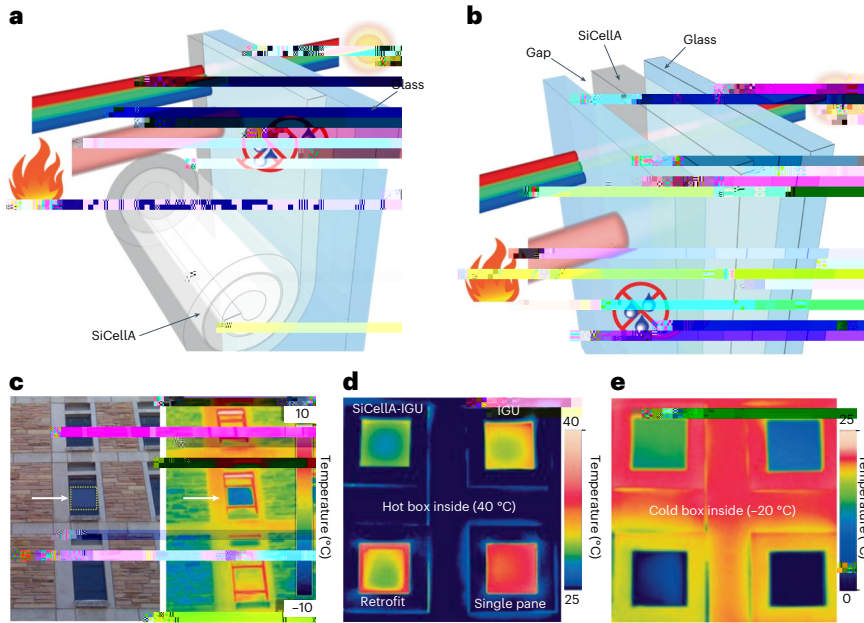 a
Glass
SiCellA
b
Gap
SiCellA
Glass
c
10
Temperature (°C)
−10
d
SiCellA-IGU
IGU
Hot box inside (40 °C)
Retrofit
Single pane
40
Temperature (°C)
25
e
Cold box inside (−20 °C)
25
Temperature (°C)
0